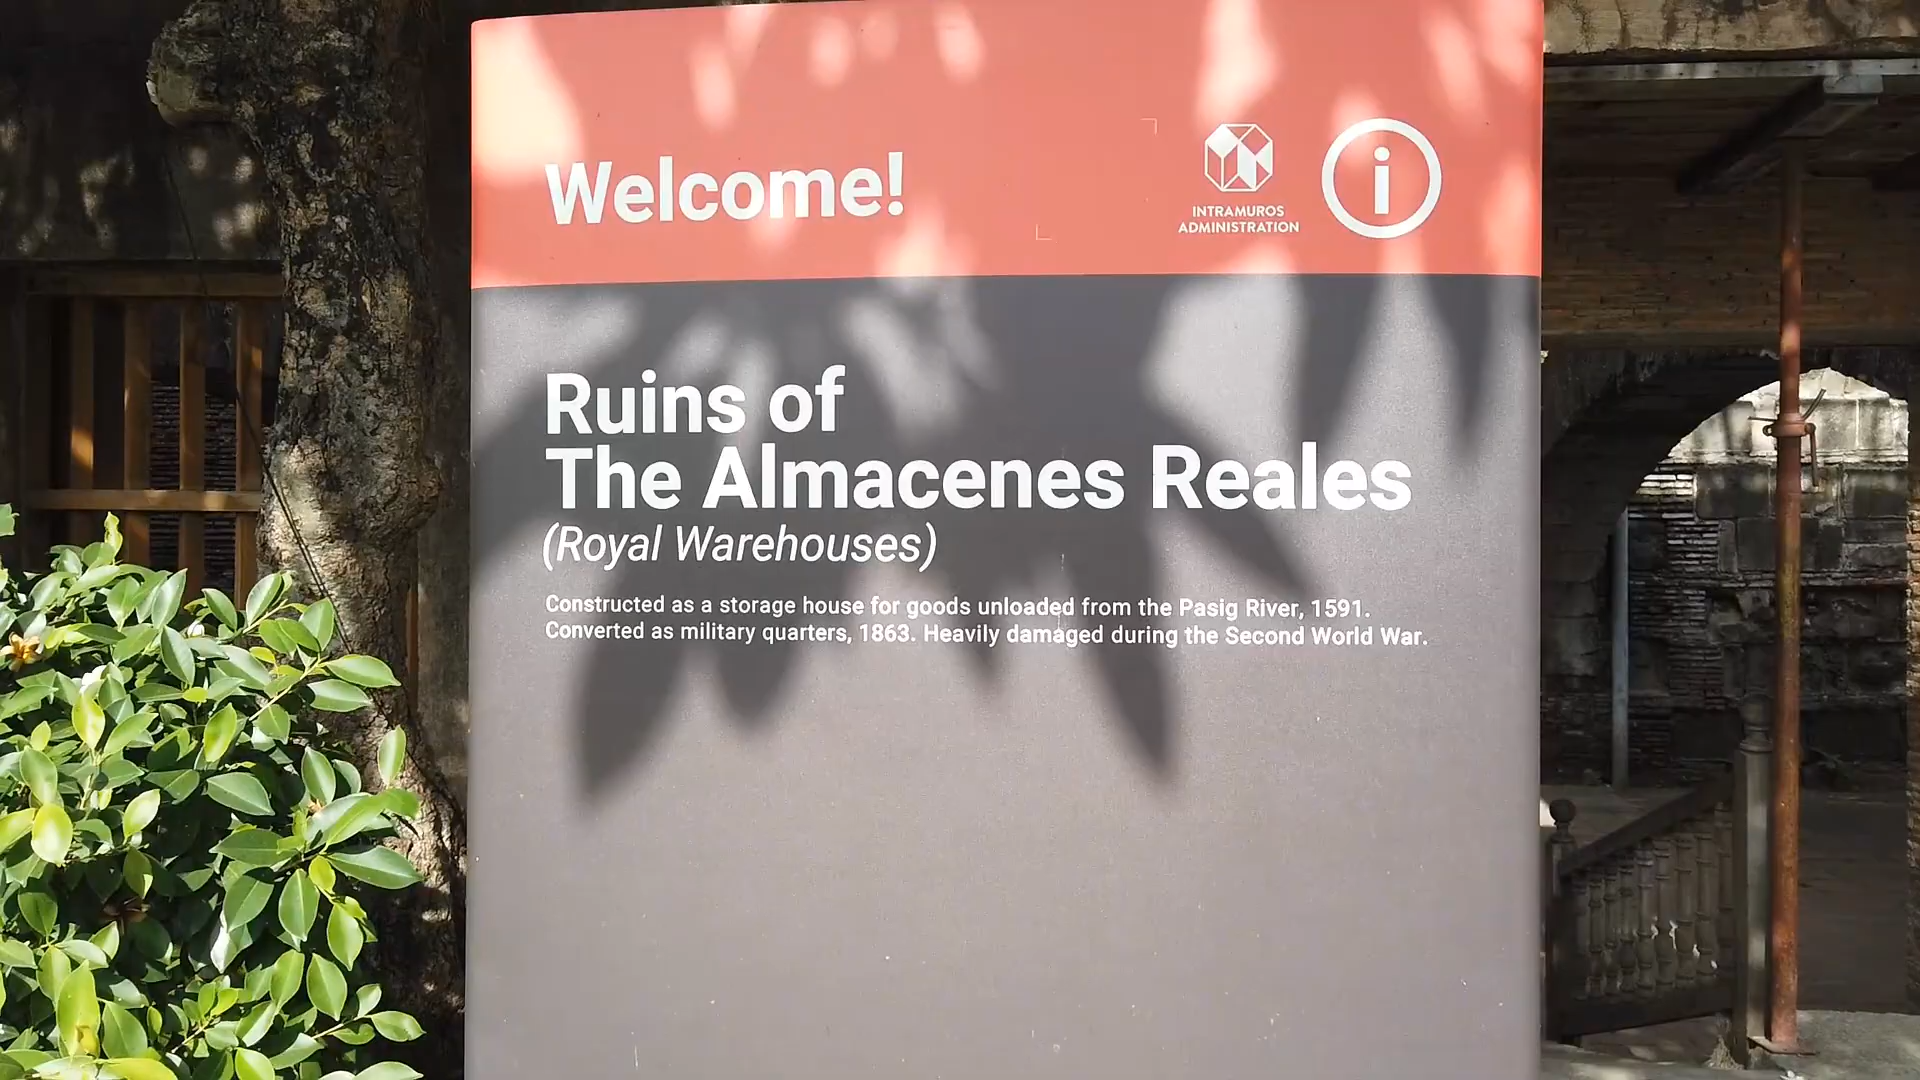 Welcome!
INTRAMUROS
ADMINISTRATION
i
Ruins of
The Almacenes Reales
(Royal Warehouses)
Constructed as a storage house for goods unloaded from the Pasig River, 1591.
Converted as military quarters, 1863. Heavily damaged during the Second World War.